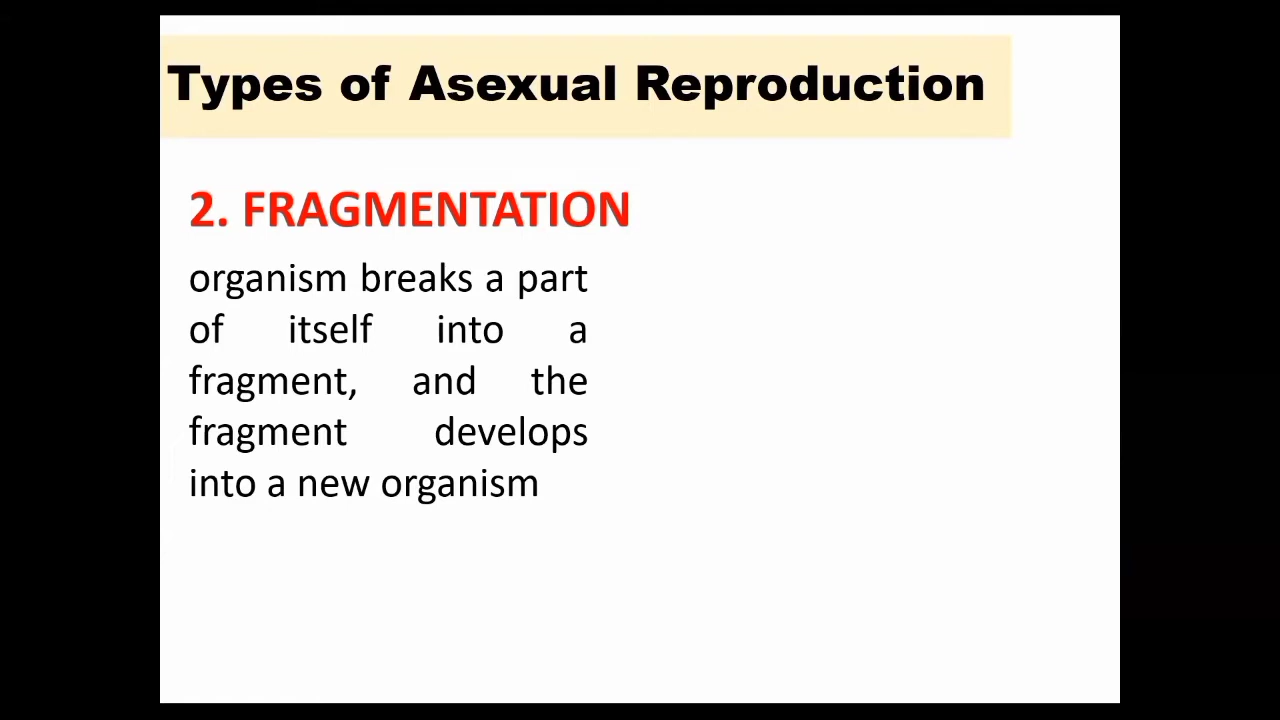 Types of Asexual Reproduction
2. FRAGMENTATION
organism breaks a part
of itself into a
fragment, and the
fragment develops
into a new organism